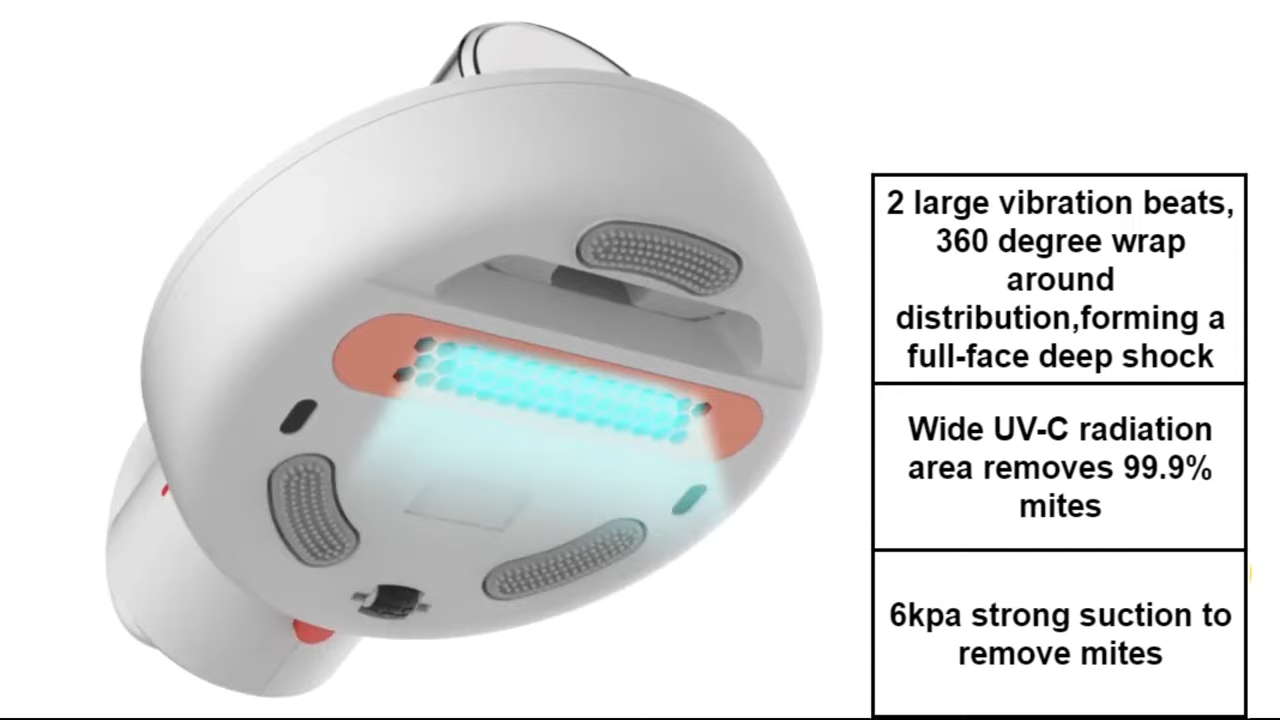 2 large vibration beats,
360 degree wrap
around
distribution,forming a
full-face deep shock
Wide UV-C radiation
area removes 99.9%
mites
6kpa strong suction to
remove mites